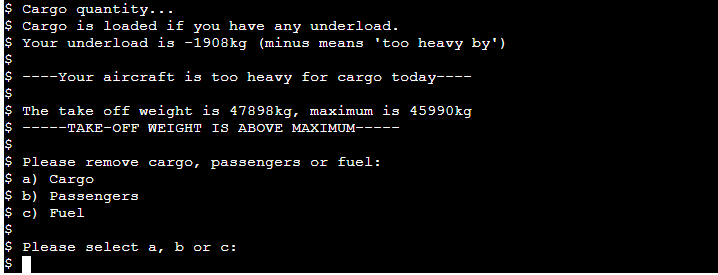 $ Cargo quantity...
$ Cargo is loaded if you have any underload.
$ Your underload is -1908kg (minus means 'too heavy by')
$
$ ----Your aircraft is too heavy for cargo today----
$
$ The take off weight is 47898kg, maximum is 45990kg
$ -----TAKE-OFF WEIGHT IS ABOVE MAXIMUM-----
$
$ Please remove cargo, passengers or fuel:
$ a) Cargo
$ b) Passengers
$ c) Fuel
$
$ Please select a, b or c:
$